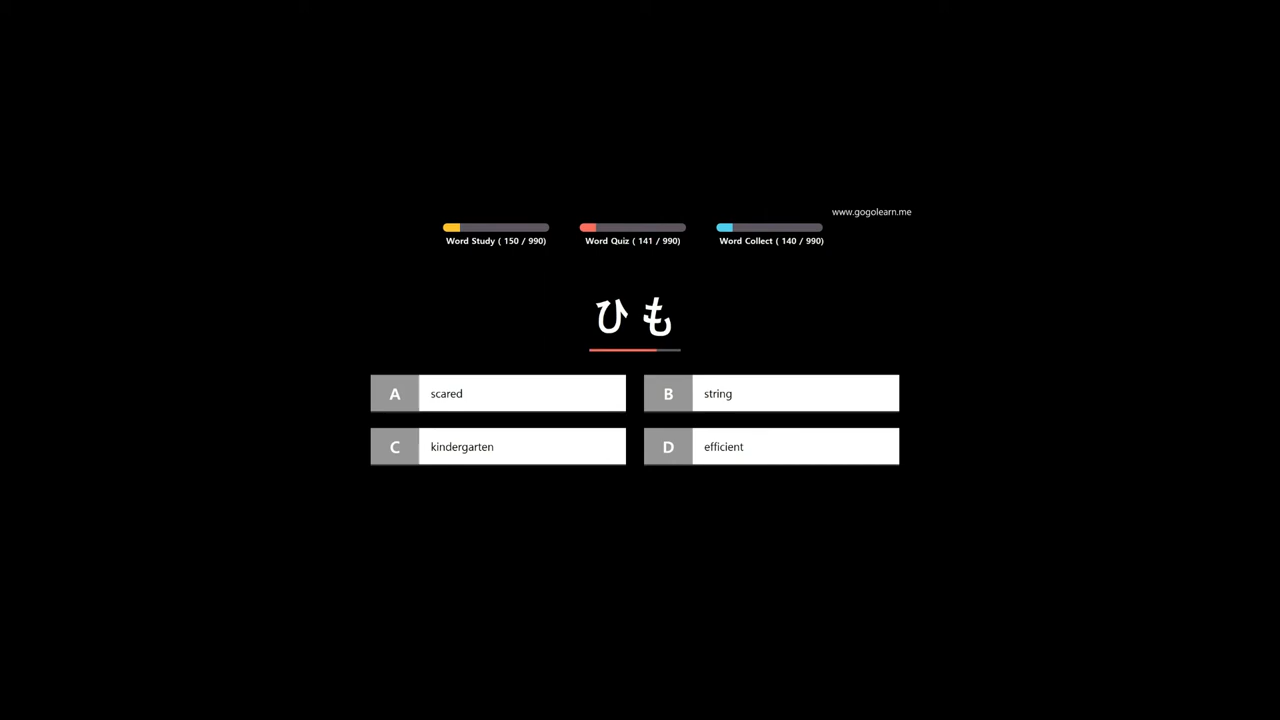 www.gogolearn.me
Word Study ( 150 / 990)
Word Quiz ( 141 / 990)
Word Collect ( 140 / 990)
ひも
A scared
B string
C kindergarten
D efficient